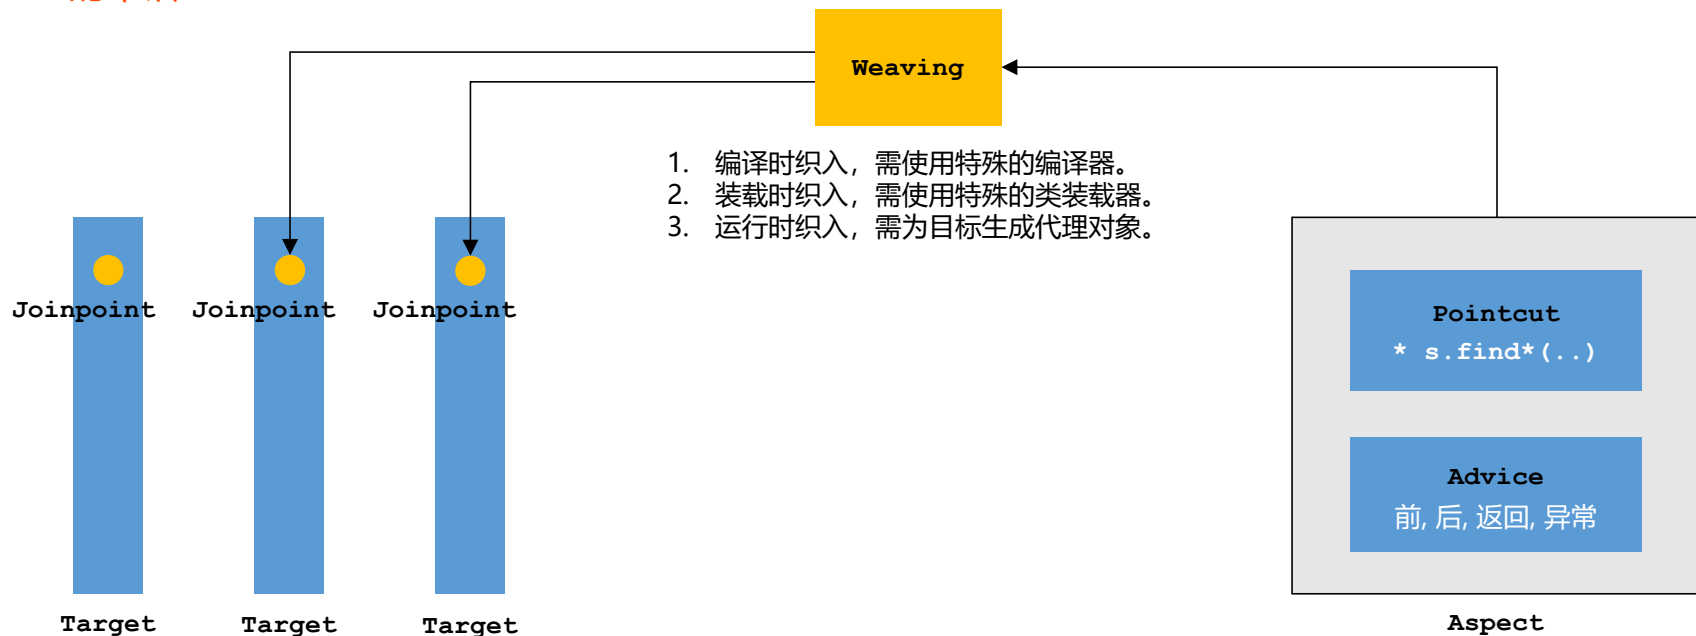 Weaving
1. 编译时织入，需使用特殊的编译器。
2. 装载时织入，需使用特殊的类装载器。
3. 运行时织入，需为目标生成代理对象。
Joinpoint Joinpoint Joinpoint
Pointcut
* s.find*(..)
Advice
前, 后, 返回, 异常
Target Target Target
Aspect